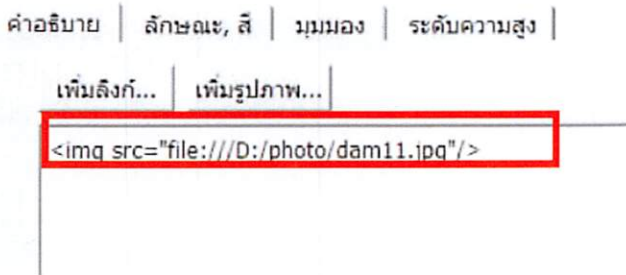 คำอธิบาย ลักษณะ, สี มุมมอง ระดับความสูง
เพิ่มลิงก์... เพิ่มรูปภาพ...
<img src="file:///D:/photo/dam11.jpg"/>